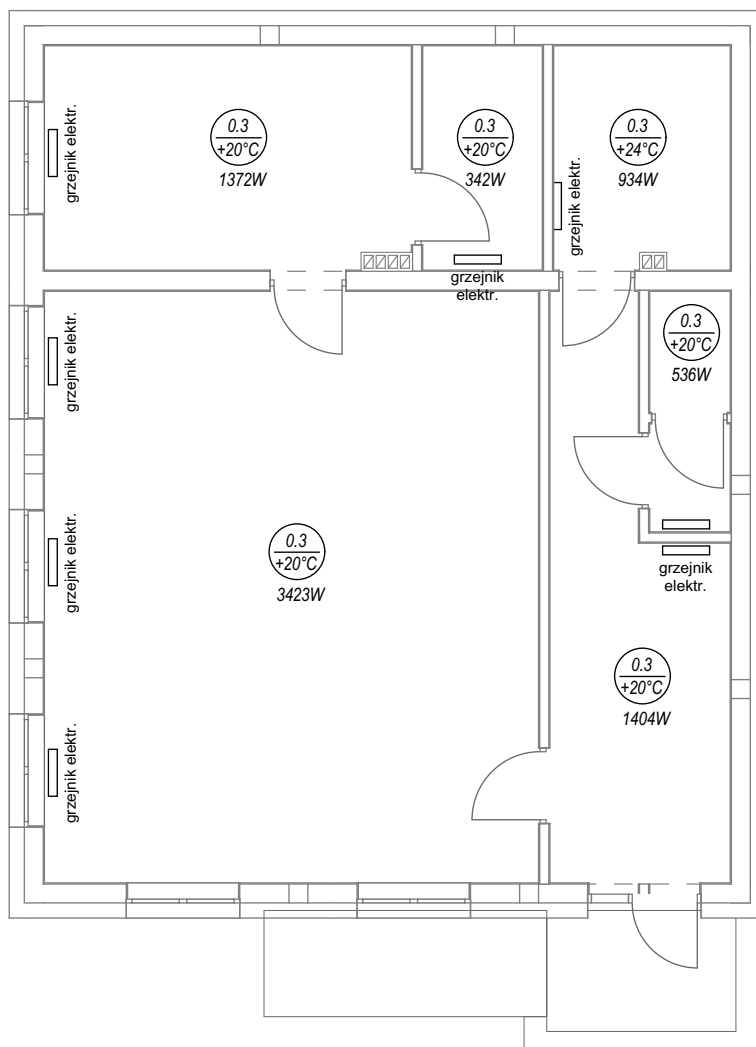 0.3
+20°C
1372W
grzejnik elektr.
0.3
+20°C
342W
grzejnik
elektr.
0.3
+24°C
934W
grzejnik elektr.
0.3
+20°C
536W
grzejnik elektr.
grzejnik elektr.
0.3
+20°C
3423W
grzejnik elektr.
grzejnik
elektr.
0.3
+20°C
1404W